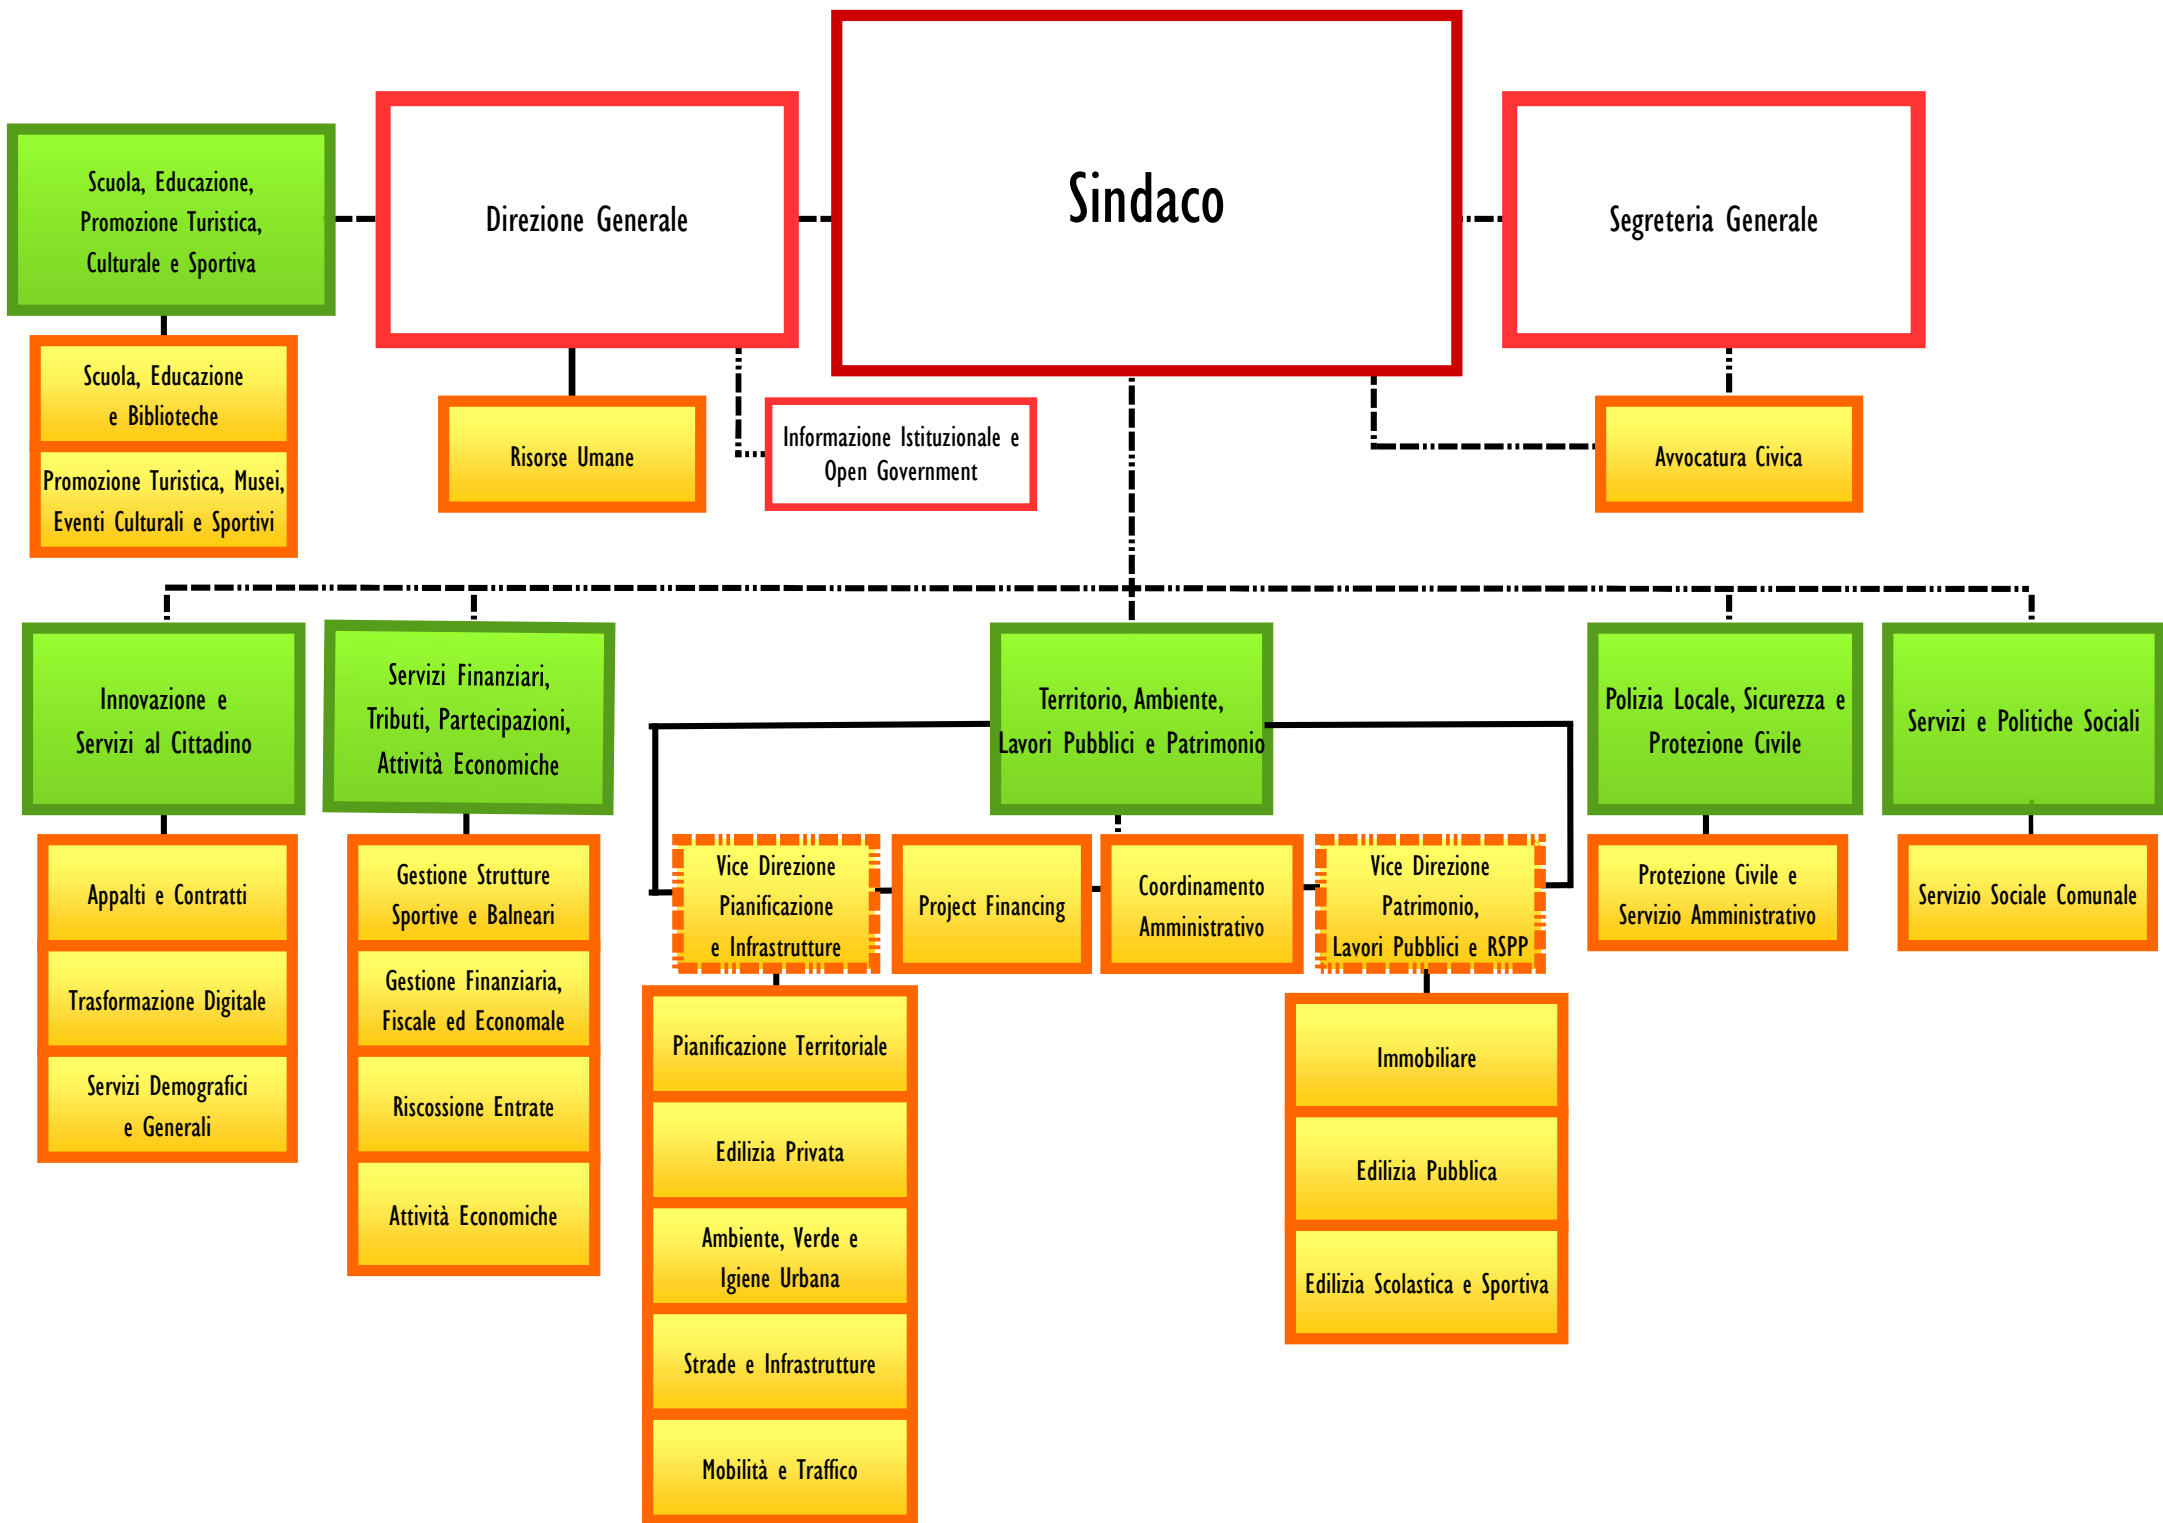 Sindaco
Direzione Generale
Segreteria Generale
Scuola, Educazione,
Promozione Turistica,
Culturale e Sportiva
Scuola, Educazione
e Biblioteche
Promozione Turistica, Musei,
Eventi Culturali e Sportivi
Risorse Umane
Informazione Istituzionale e
Open Government
Avvocatura Civica
Innovazione e
Servizi al Cittadino
Appalti e Contratti
Trasformazione Digitale
Servizi Demografici
e Generali
Servizi Finanziari,
Tributi, Partecipazioni,
Attività Economiche
Gestione Strutture
Sportive e Balneari
Gestione Finanziaria,
Fiscale ed Economale
Riscossione Entrate
Attività Economiche
Territorio, Ambiente,
Lavori Pubblici e Patrimonio
Vice Direzione
Pianificazione
e Infrastrutture
Project Financing
Coordinamento
Amministrativo
Vice Direzione
Patrimonio,
Lavori Pubblici e RSPP
Pianificazione Territoriale
Edilizia Privata
Ambiente, Verde e
Igiene Urbana
Strade e Infrastrutture
Mobilità e Traffico
Immobiliare
Edilizia Pubblica
Edilizia Scolastica e Sportiva
Polizia Locale, Sicurezza e
Protezione Civile
Protezione Civile e
Servizio Amministrativo
Servizi e Politiche Sociali
Servizio Sociale Comunale